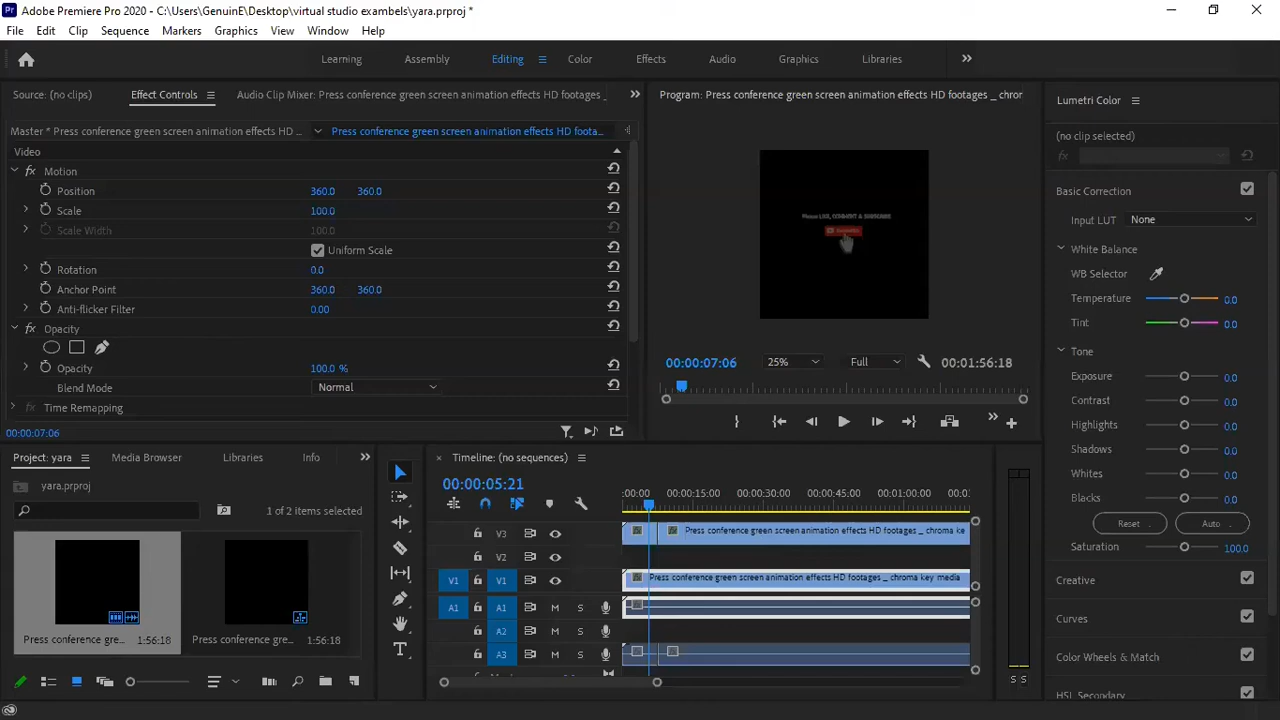 Adobe Premiere Pro 2020 - C:\Users\GenuinE\Desktop\virtual studio exambels\yara.prproj *
File Edit Clip Sequence Markers Graphics View Window Help
Learning Assembly Editing Color Effects Audio Graphics Libraries
Source: (no clips) Effect Controls Audio Clip Mixer: Press conference green screen animation effects HD footages _
Program: Press conference green screen animation effects HD footages _ chror
Lumetri Color
Master * Press conference green screen animation effects HD ... Press conference green screen animation effects HD foota...
(no clip selected)
Video
fx Motion
Position 360.0 360.0
Scale 100.0
Scale Width 100.0
Uniform Scale
Rotation 0.0
Anchor Point 360.0 360.0
Anti-flicker Filter 0.00
fx Opacity
Opacity 100.0 %
Blend Mode Normal
fx Time Remapping
00:00:07:06
Please LIKE, COMMENT & SUBSCRIBE
00:00:07:06 25% Full 00:01:56:18
fx
Basic Correction
Input LUT None
White Balance
WB Selector
Temperature 0.0
Tint 0.0
Tone
Exposure 0.0
Contrast 0.0
Highlights 0.0
Shadows 0.0
Whites 0.0
Blacks 0.0
Reset Auto
Saturation 100.0
Creative
Curves
Color Wheels & Match
HSL Secondary
Project: yara Media Browser Libraries Info
yara.prproj
1 of 2 items selected
Press conference gre... 1:56:18 Press conference gre... 1:56:18
Timeline: (no sequences)
00:00:05:21
:00:00 00:00:15:00 00:00:30:00 00:00:45:00 00:01:00:00 00:0
V3 Press conference green screen animation effects HD footages _ chroma ke
V2
V1 V1 Press conference green screen animation effects HD footages _ chroma key media
A1 A1 M S
A2 M S
A3 M S
S S